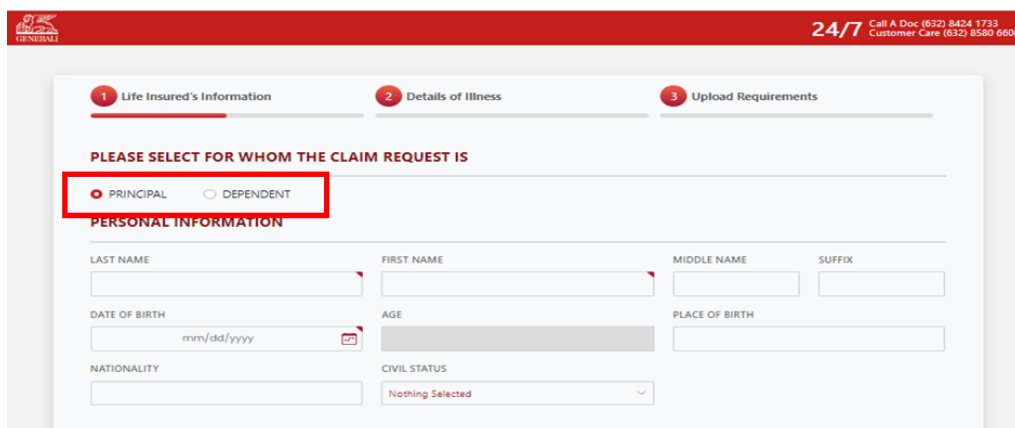 GENERALI
24/7 Call A Doc (632) 8424 1733
Customer Care (632) 8580 660
1 Life Insured's Information 2 Details of Illness 3 Upload Requirements
PLEASE SELECT FOR WHOM THE CLAIM REQUEST IS
PRINCIPAL DEPENDENT
PERSONAL INFORMATION
LAST NAME FIRST NAME MIDDLE NAME SUFFIX
DATE OF BIRTH AGE PLACE OF BIRTH
mm/dd/yyyy
NATIONALITY CIVIL STATUS
Nothing Selected